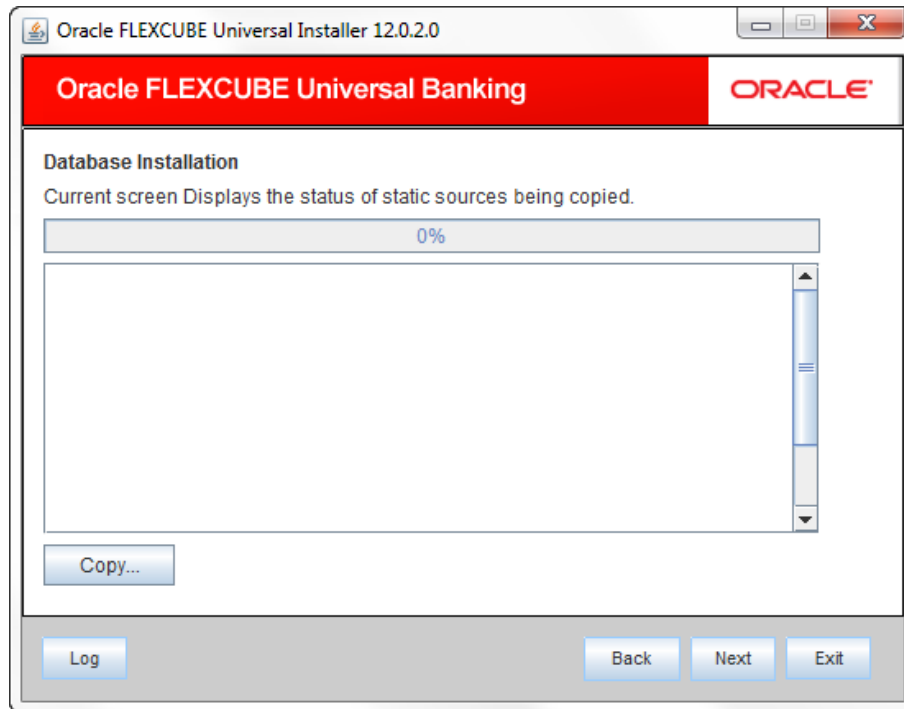 Oracle FLEXCUBE Universal Installer 12.0.2.0
Oracle FLEXCUBE Universal Banking
ORACLE®
Database Installation
Current screen Displays the status of static sources being copied.
0%
Copy...
Log Back Next Exit